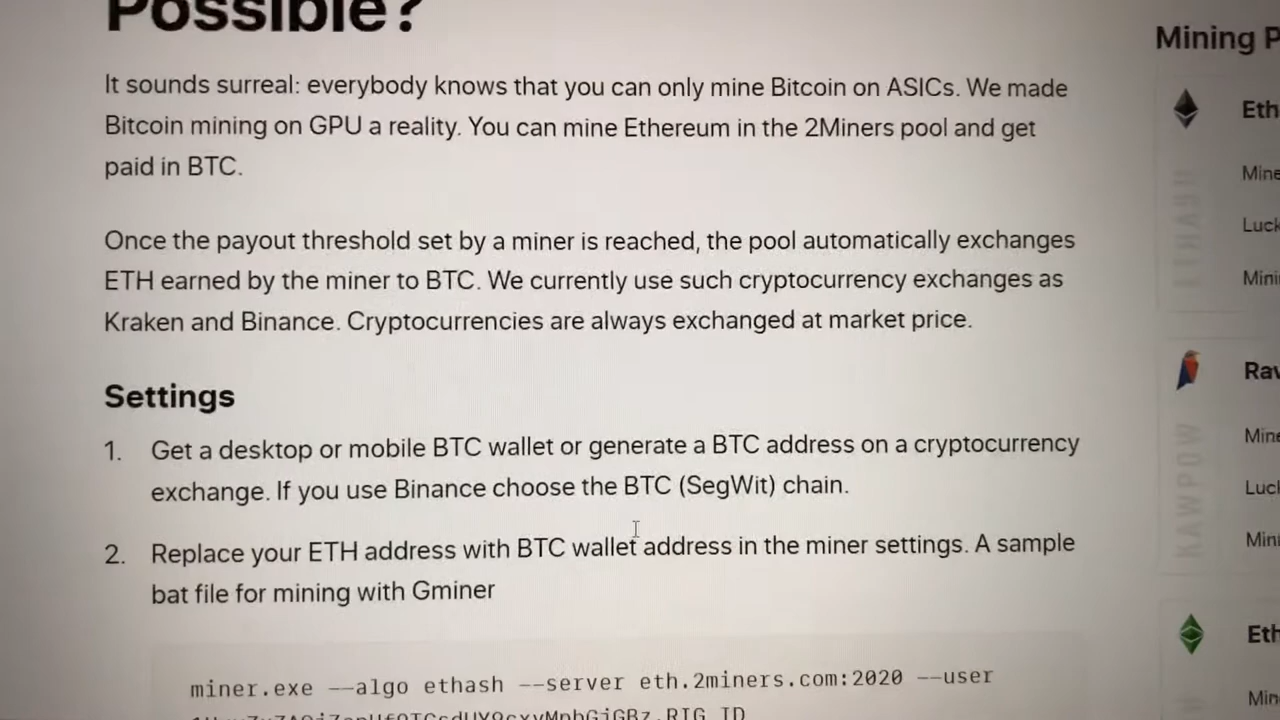 Possible?
It sounds surreal: everybody knows that you can only mine Bitcoin on ASICs. We made
Bitcoin mining on GPU a reality. You can mine Ethereum in the 2Miners pool and get
paid in BTC.
Once the payout threshold set by a miner is reached, the pool automatically exchanges
ETH earned by the miner to BTC. We currently use such cryptocurrency exchanges as
Kraken and Binance. Cryptocurrencies are always exchanged at market price.
Settings
1. Get a desktop or mobile BTC wallet or generate a BTC address on a cryptocurrency
exchange. If you use Binance choose the BTC (SegWit) chain.
2. Replace your ETH address with BTC wallet address in the miner settings. A sample
bat file for mining with Gminer
miner.exe --algo ethash --server eth.2miners.com:2020 --user
Mining P
Eth
ETHASH
Mine
Luck
Mini
Rav
KAWPOW
Mine
Luck
Mini
Eth
Min